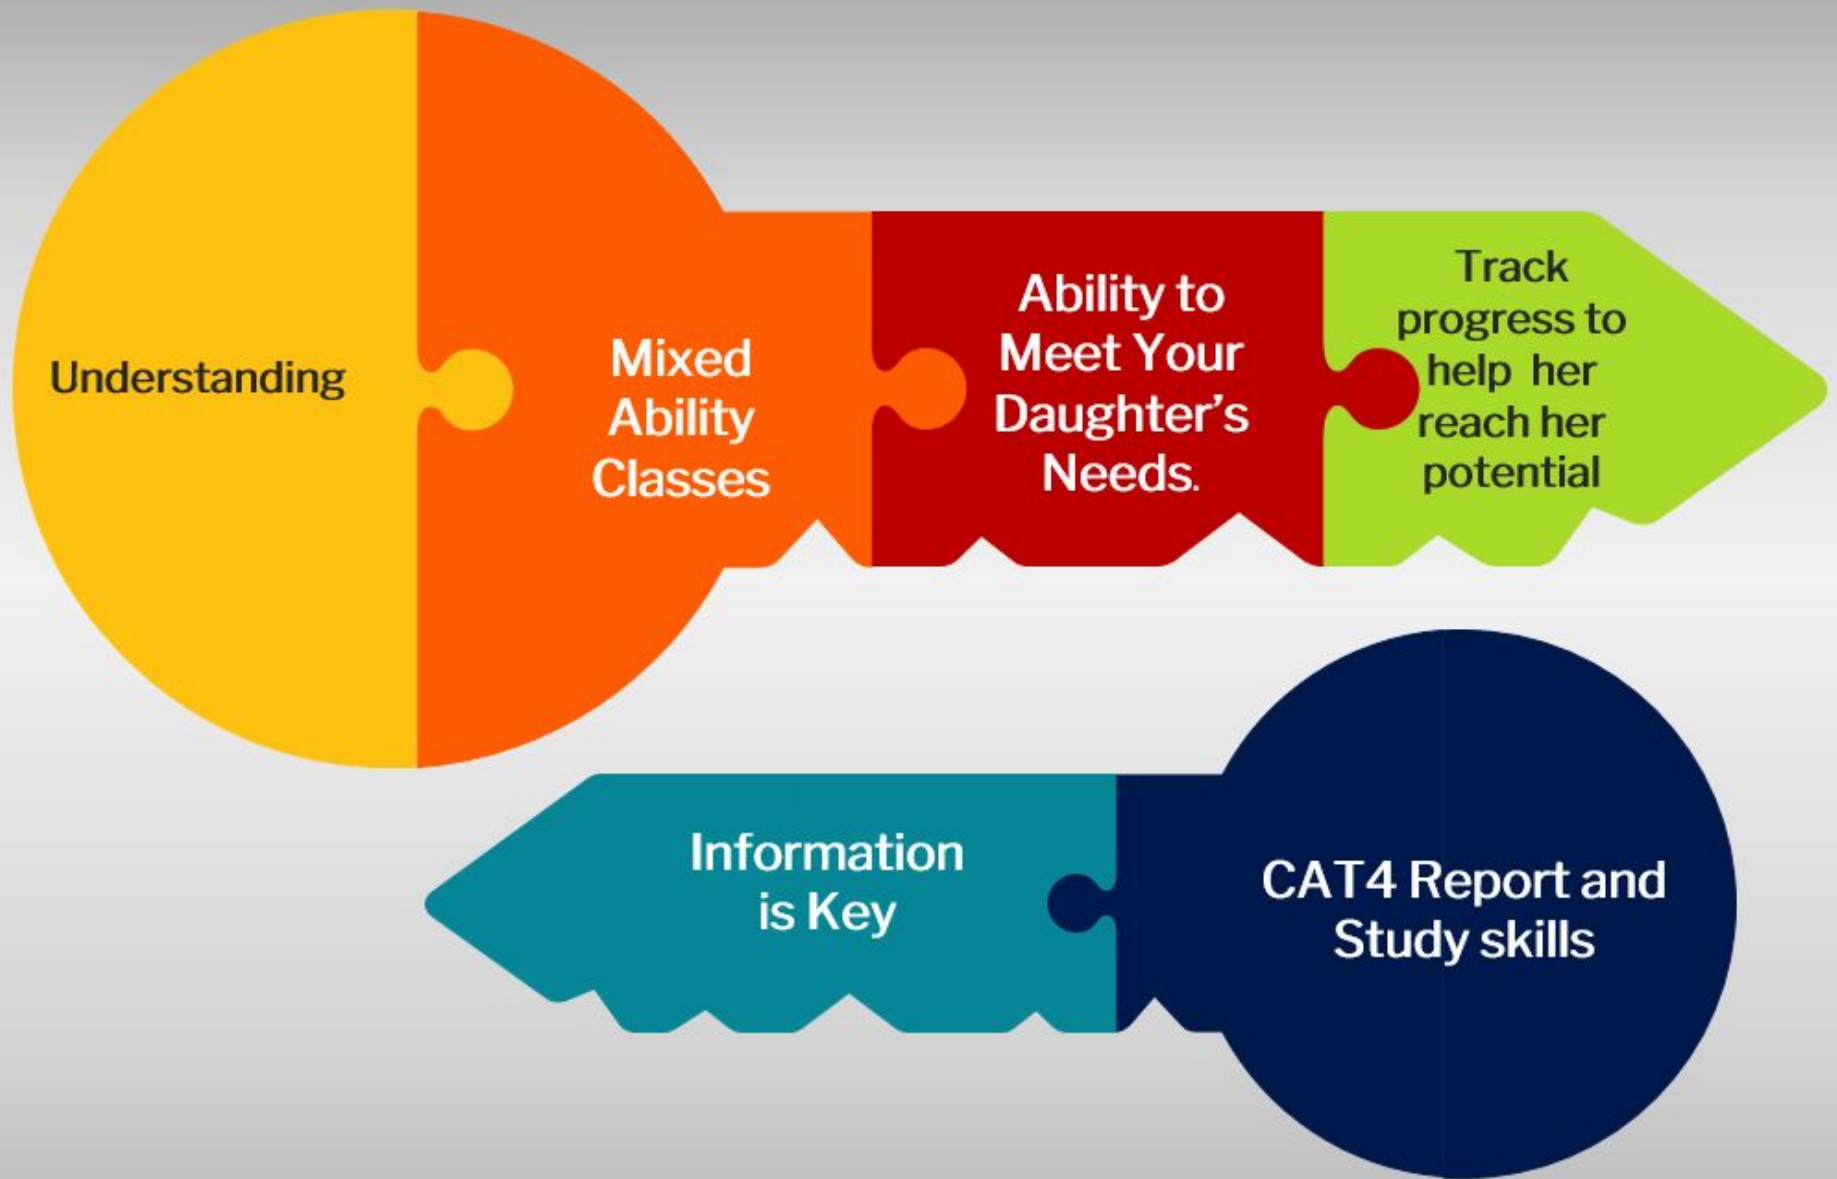 Understanding
Mixed
Ability
Classes
Ability to
Meet Your
Daughter's
Needs.
Track
progress to
help her
reach her
potential
Information
is Key
CAT4 Report and
Study skills